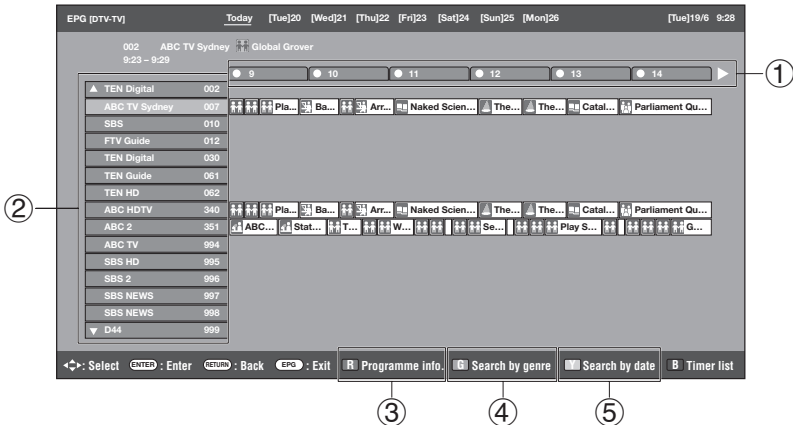 EPG [DTV-TV] Today [Tue]20 [Wed]21 [Thu]22 [Fri]23 [Sat]24 [Sun]25 [Mon]26 [Tue]19/6 9:28
002 ABC TV Sydney Global Grover
9:23 – 9:29
9 10 11 12 13 14
①
TEN Digital 002
ABC TV Sydney 007 Pla... Ba... Arr... Naked Scien... The... The... Catal... Parliament Qu...
SBS 010
FTV Guide 012
TEN Digital 030
TEN Guide 061
TEN HD 062
②
ABC HDTV 340 Pla... Ba... Arr... Naked Scien... The... The... Catal... Parliament Qu...
ABC 2 351 ABC... Stat... T... W... Se... Play S... G...
ABC TV 994
SBS HD 995
SBS 2 996
SBS NEWS 997
SBS NEWS 998
D44 999
: Select ENTER : Enter RETURN : Back EPG : Exit R Programme info. G Search by genre Y Search by date B Timer list
③ ④ ⑤